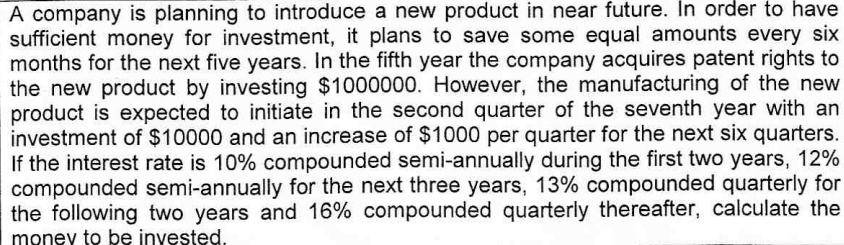 A company is planning to introduce a new product in near future. In order to have
sufficient money for investment, it plans to save some equal amounts every six
months for the next five years. In the fifth year the company acquires patent rights to
the new product by investing $1000000. However, the manufacturing of the new
product is expected to initiate in the second quarter of the seventh year with an
investment of $10000 and an increase of $1000 per quarter for the next six quarters.
If the interest rate is 10% compounded semi-annually during the first two years, 12%
compounded semi-annually for the next three years, 13% compounded quarterly for
the following two years and 16% compounded quarterly thereafter, calculate the
money to be invested.